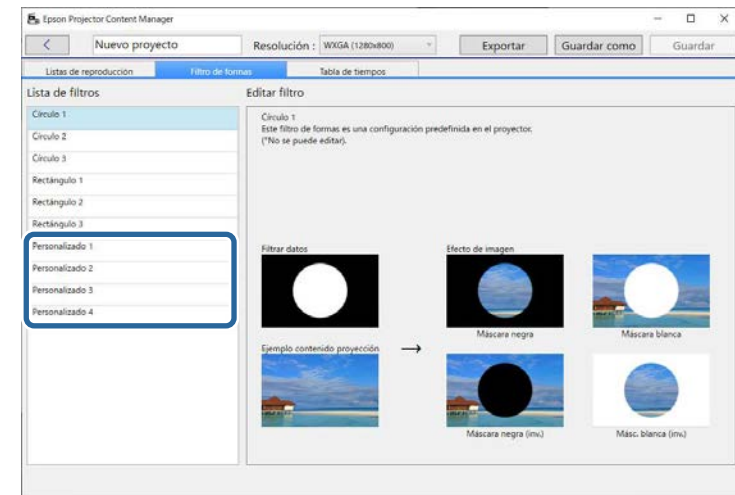 Epson Projector Content Manager
Nuevo proyecto
Resolución : WXGA (1280x800)
Exportar
Guardar como
Guardar
Listas de reproducción
Filtro de formas
Tabla de tiempos
Lista de filtros
Círculo 1
Círculo 2
Círculo 3
Rectángulo 1
Rectángulo 2
Rectángulo 3
Personalizado 1
Personalizado 2
Personalizado 3
Personalizado 4
Editar filtro
Círculo 1
Este filtro de formas es una configuración predefinida en el proyector.
(*No se puede editar).
Filtrar datos
Efecto de imagen
Máscara negra
Máscara blanca
Ejemplo contenido proyección
Máscara negra (inv.)
Másc. blanca (inv.)